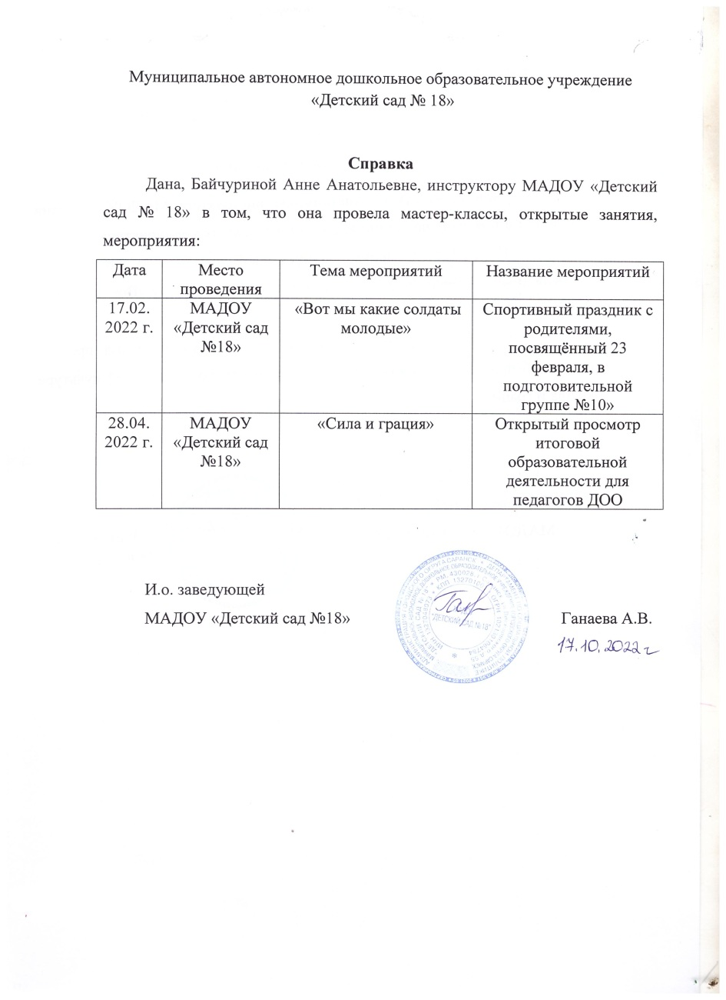 Муниципальное автономное дошкольное образовательное учреждение
«Детский сад № 18»
Справка
Дана, Байчуриной Анне Анатольевне, инструктору МАДОУ «Детский
сад № 18» в том, что она провела мастер-классы, открытые занятия,
мероприятия:
Дата
Место
проведения
Тема мероприятий
Название мероприятий
17.02.
2022 г.
МАДОУ
«Детский сад
№18»
«Вот мы какие солдаты
молодые»
Спортивный праздник с
родителями,
посвящённый 23
февраля, в
подготовительной
группе №10»
28.04.
2022 г.
МАДОУ
«Детский сад
№18»
«Сила и грация»
Открытый просмотр
итоговой
образовательной
деятельности для
педагогов ДОО
И.о. заведующей
МАДОУ «Детский сад №18»
Ганаева А.В.
17.10.2022 г
"ДЕТСКИЙ САД №18"